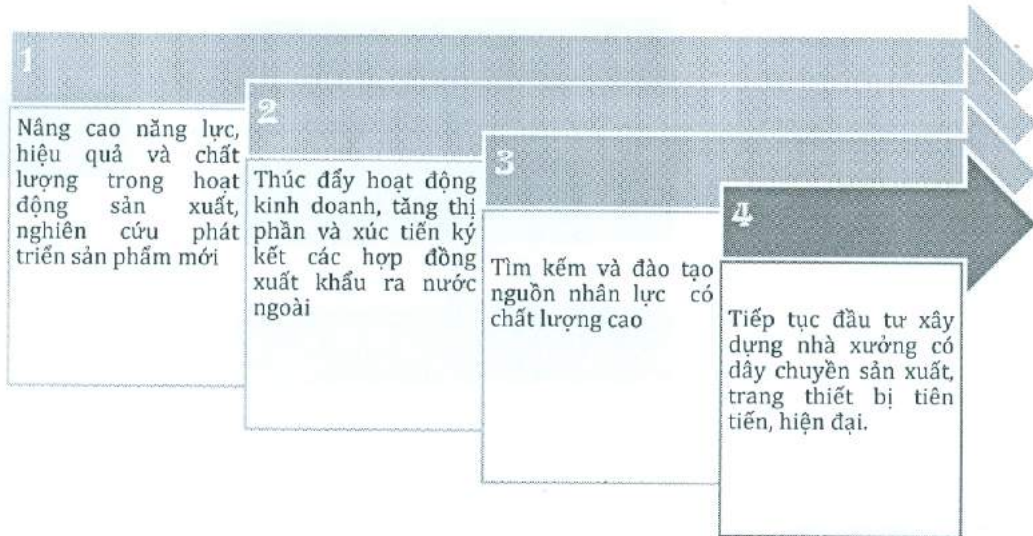 1
Nâng cao năng lực,
hiệu quả và chất
lượng trong hoạt
động sản xuất,
nghiên cứu phát
triển sản phẩm mới
2
Thúc đẩy hoạt động
kinh doanh, tăng thị
phần và xúc tiến ký
kết các hợp đồng
xuất khẩu ra nước
ngoài
3
Tìm kếm và đào tạo
nguồn nhân lực có
chất lượng cao
4
Tiếp tục đầu tư xây
dựng nhà xưởng có
dây chuyền sản xuất,
trang thiết bị tiên
tiến, hiện đại.